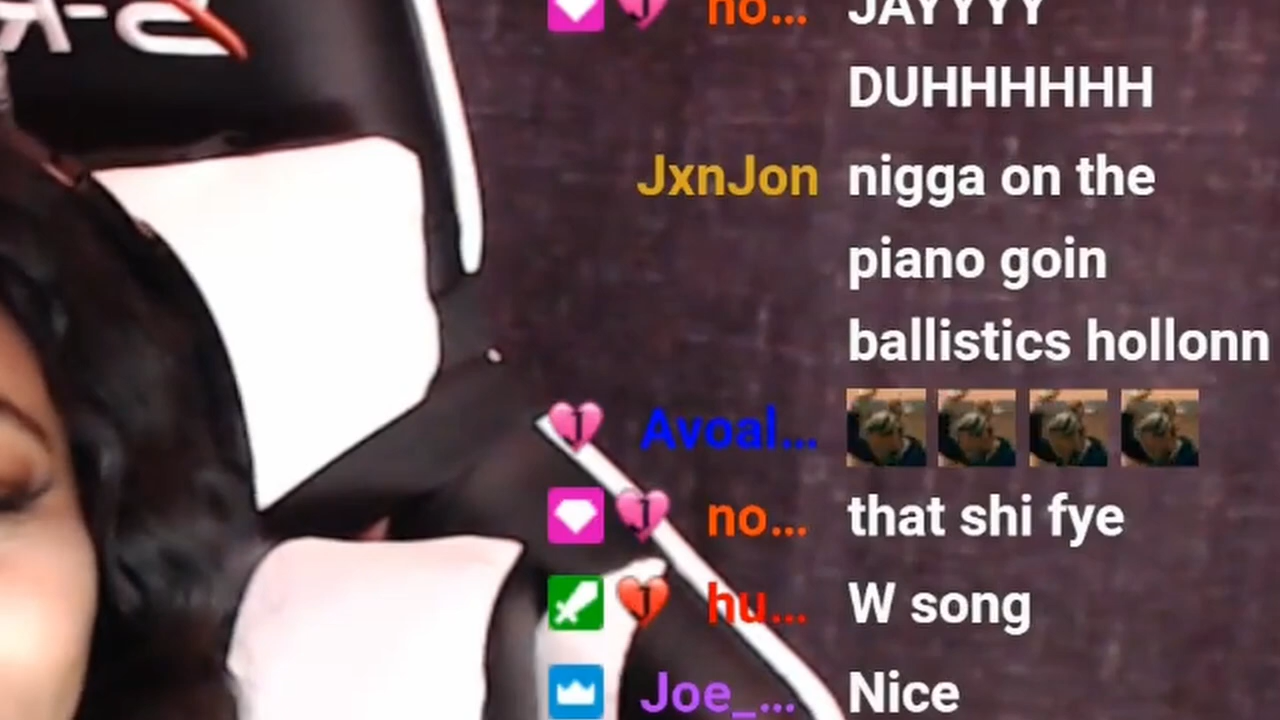 no... JAYYYY
DUHHHHHH
JxnJon nigga on the
piano goin
ballistics hollonn
Avoal...
no... that shi fye
hu... W song
Joe_... Nice